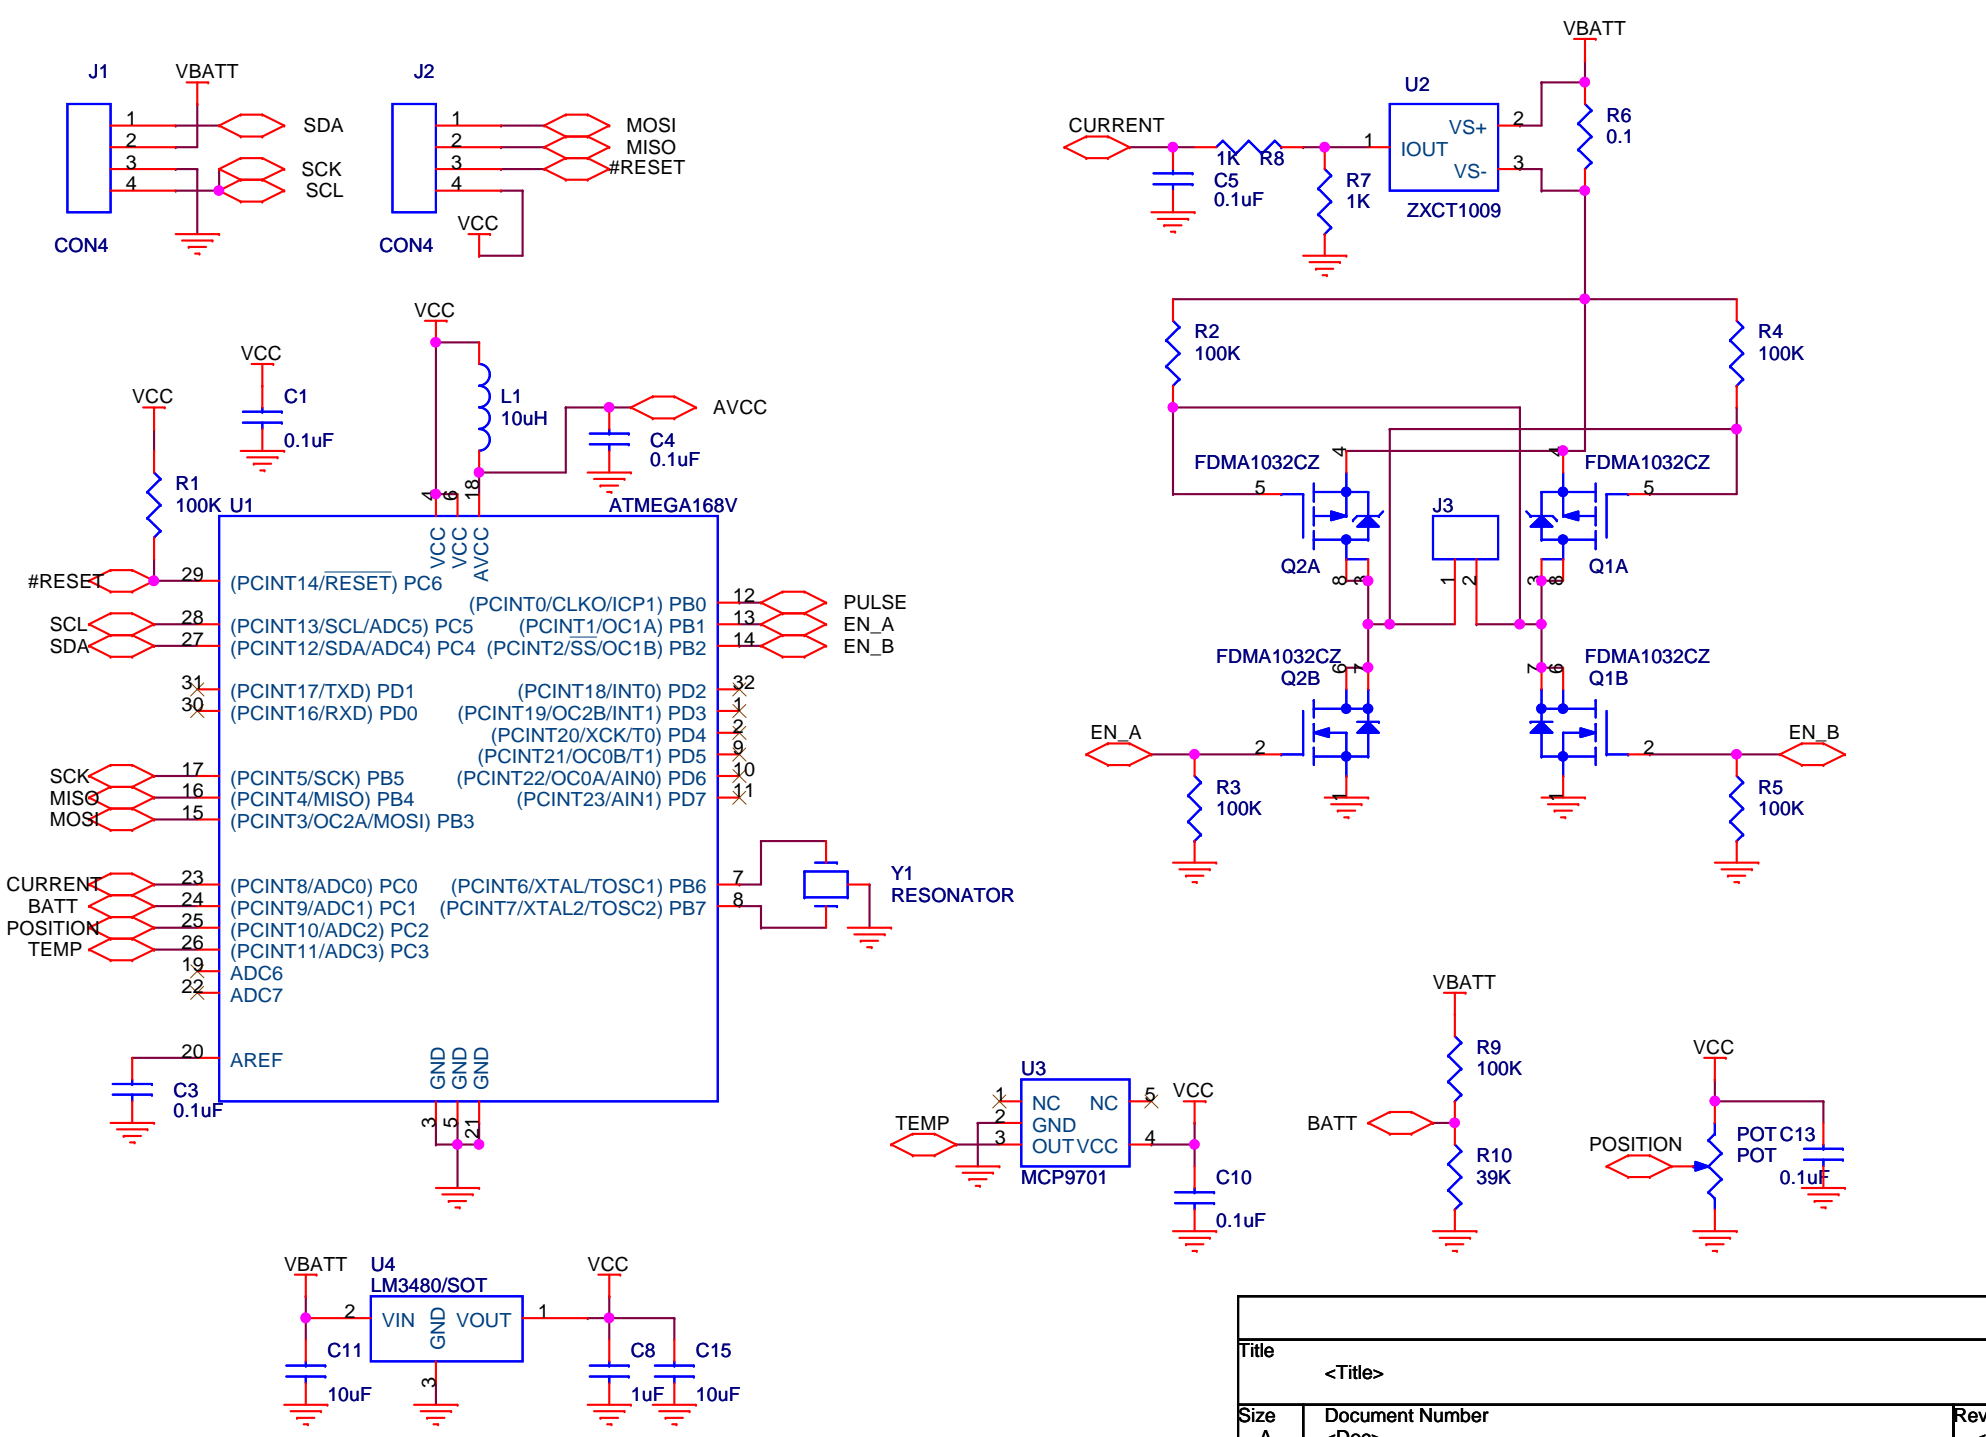 J1
VBATT
1
2
3
4
SDA
SCK
SCL
CON4
J2
1
2
3
4
MOSI
MISO
#RESET
VCC
CON4
VBATT
U2
CURRENT
1K R8
C5
0.1uF
R7
1K
1
IOUT
VS+
VS-
2
3
ZXCT1009
R6
0.1
VCC
VCC
VCC
C1
0.1uF
L1
10uH
AVCC
C4
0.1uF
R1
100K
U1
ATMEGA168V
4
6
18
VCC
VCC
AVCC
#RESET
29
(PCINT14/RESET) PC6
SCL
28
(PCINT13/SCL/ADC5) PC5
SDA
27
(PCINT12/SDA/ADC4) PC4
31
(PCINT17/TXD) PD1
30
(PCINT16/RXD) PD0
SCK
17
(PCINT5/SCK) PB5
MISO
16
(PCINT4/MISO) PB4
MOSI
15
(PCINT3/OC2A/MOSI) PB3
CURRENT
23
(PCINT8/ADC0) PC0
BATT
24
(PCINT9/ADC1) PC1
POSITION
25
(PCINT10/ADC2) PC2
TEMP
26
(PCINT11/ADC3) PC3
19
ADC6
22
ADC7
20
AREF
C3
0.1uF
(PCINT0/CLKO/ICP1) PB0
12
PULSE
(PCINT1/OC1A) PB1
13
EN_A
(PCINT2/SS/OC1B) PB2
14
EN_B
(PCINT18/INT0) PD2
32
(PCINT19/OC2B/INT1) PD3
1
(PCINT20/XCK/T0) PD4
2
(PCINT21/OC0B/T1) PD5
9
(PCINT22/OC0A/AIN0) PD6
10
(PCINT23/AIN1) PD7
11
(PCINT6/XTAL/TOSC1) PB6
7
(PCINT7/XTAL2/TOSC2) PB7
8
Y1
RESONATOR
GND
GND
GND
3
5
21
R2
100K
R4
100K
FDMA1032CZ
4
5
Q2A
8
3
J3
1
2
FDMA1032CZ
4
5
Q1A
3
8
FDMA1032CZ
Q2B
6
7
2
1
FDMA1032CZ
Q1B
7
6
2
1
EN_A
R3
100K
EN_B
R5
100K
U3
1
2
3
NC
GND
OUT
NC
VCC
5
4
MCP9701
TEMP
VCC
C10
0.1uF
VBATT
R9
100K
BATT
R10
39K
VCC
POSITION
POT
POT
C13
0.1uF
VBATT
U4
LM3480/SOT
2
VIN
GND
VOUT
1
3
VCC
C11
10uF
C8
1uF
C15
10uF
Title
<Title>
Size
A
Document Number
<Doc>
Rev